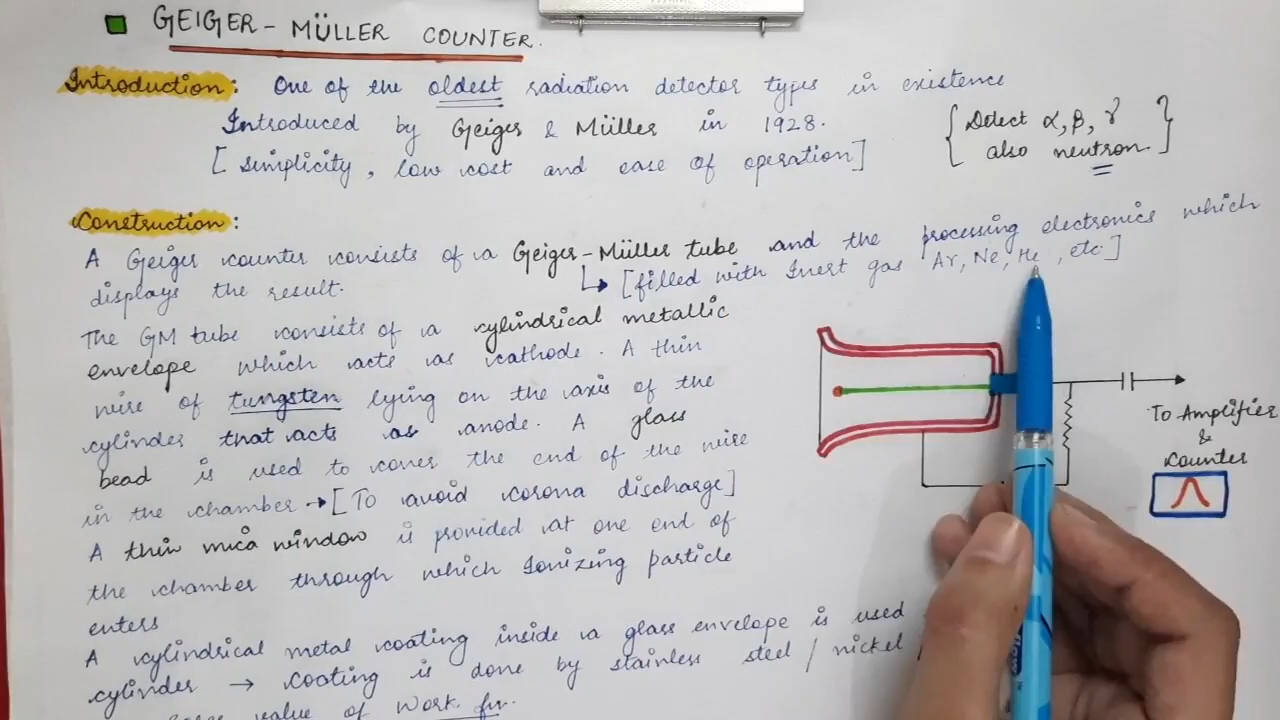 GEIGER - MÜLLER COUNTER.
Introduction: One of the oldest radiation detector types in existence
Introduced by Geiger & Müller in 1928.
[simplicity, low cost and ease of operation]
{Detect α, β, γ
also neutron}
Construction:
A Geiger counter consists of a Geiger-Müller tube and the processing electronics which
displays the result.
↳ [filled with Inert gas Ar, Ne, He, etc]
The GM tube consists of a cylindrical metallic
envelope which acts as cathode. A thin
wire of tungsten lying on the axis of the
cylinder that acts as anode. A glass
bead is used to cover the end of the wire
in the chamber → [To avoid corona discharge]
A thin mica window is provided at one end of
the chamber through which Ionizing particle
enters
A cylindrical metal coating inside a glass envelope is used
cylinder → coating is done by stainless steel / nickel
value of work fn.
To Amplifier
&
Counter